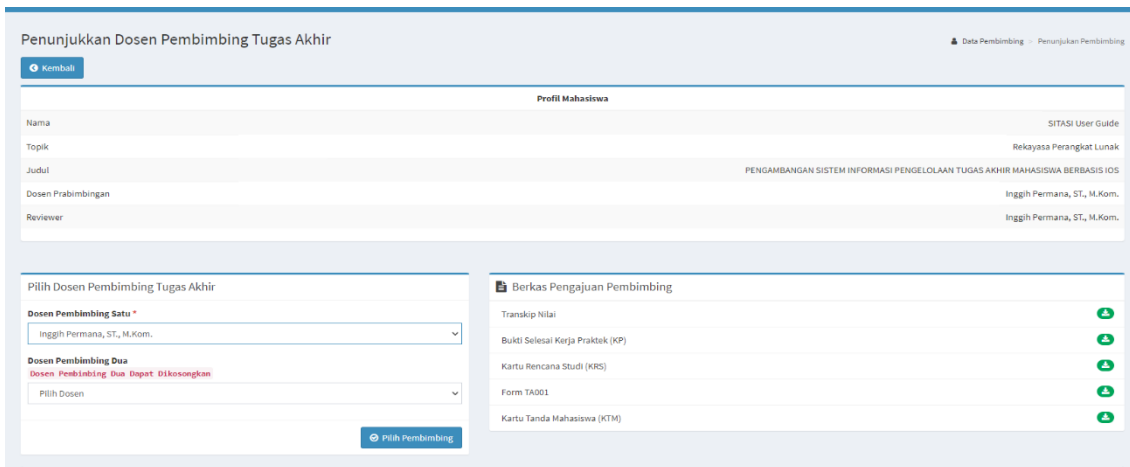 Penunjukkan Dosen Pembimbing Tugas Akhir
Data Pembimbing > Penunjukan Pembimbing
Kembali
Profil Mahasiswa
Nama SITASI User Guide
Topik Rekayasa Perangkat Lunak
Judul PENGAMBANGAN SISTEM INFORMASI PENGELOLAAN TUGAS AKHIR MAHASISWA BERBASIS IOS
Dosen Prabimbingan Inggih Permana, ST., M.Kom.
Reviewer Inggih Permana, ST., M.Kom.
Pilih Dosen Pembimbing Tugas Akhir
Dosen Pembimbing Satu *
Inggih Permana, ST., M.Kom.
Dosen Pembimbing Dua
Dosen Pembimbing Dua Dapat Dikosongkan
Pilih Dosen
Pilih Pembimbing
Berkas Pengajuan Pembimbing
Transkip Nilai
Bukti Selesai Kerja Praktek (KP)
Kartu Rencana Studi (KRS)
Form TA001
Kartu Tanda Mahasiswa (KTM)